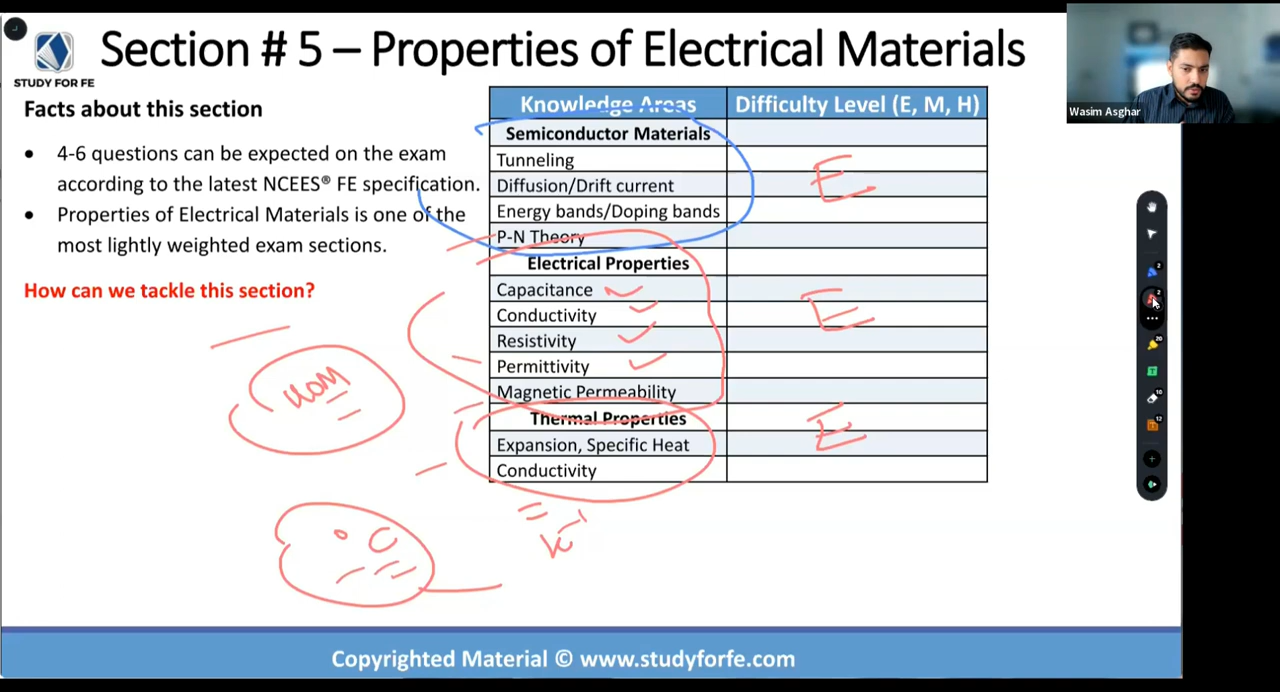 Section # 5 – Properties of Electrical Materials
STUDY FOR FE
Wasim Asghar
Facts about this section
• 4-6 questions can be expected on the exam
according to the latest NCEES® FE specification.
• Properties of Electrical Materials is one of the
most lightly weighted exam sections.
How can we tackle this section?
Knowledge Areas Difficulty Level (E, M, H)
Semiconductor Materials
Tunneling
E
Diffusion/Drift current
Energy bands/Doping bands
P-N Theory
Electrical Properties
Capacitance
Conductivity E
Resistivity
Permittivity
Magnetic Permeability
Thermal Properties
Expansion, Specific Heat E
Conductivity
UOM
°C
K⁻¹
Copyrighted Material © www.studyforfe.com